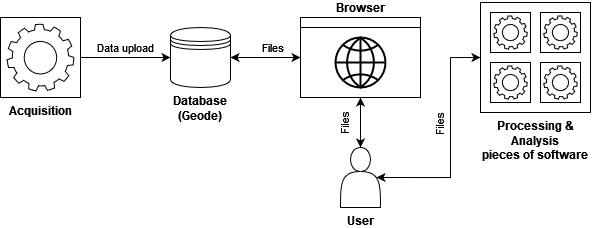 Browser
Data upload
Files
Acquisition
Database
(Geode)
Files
Files
Processing &
Analysis
pieces of software
User